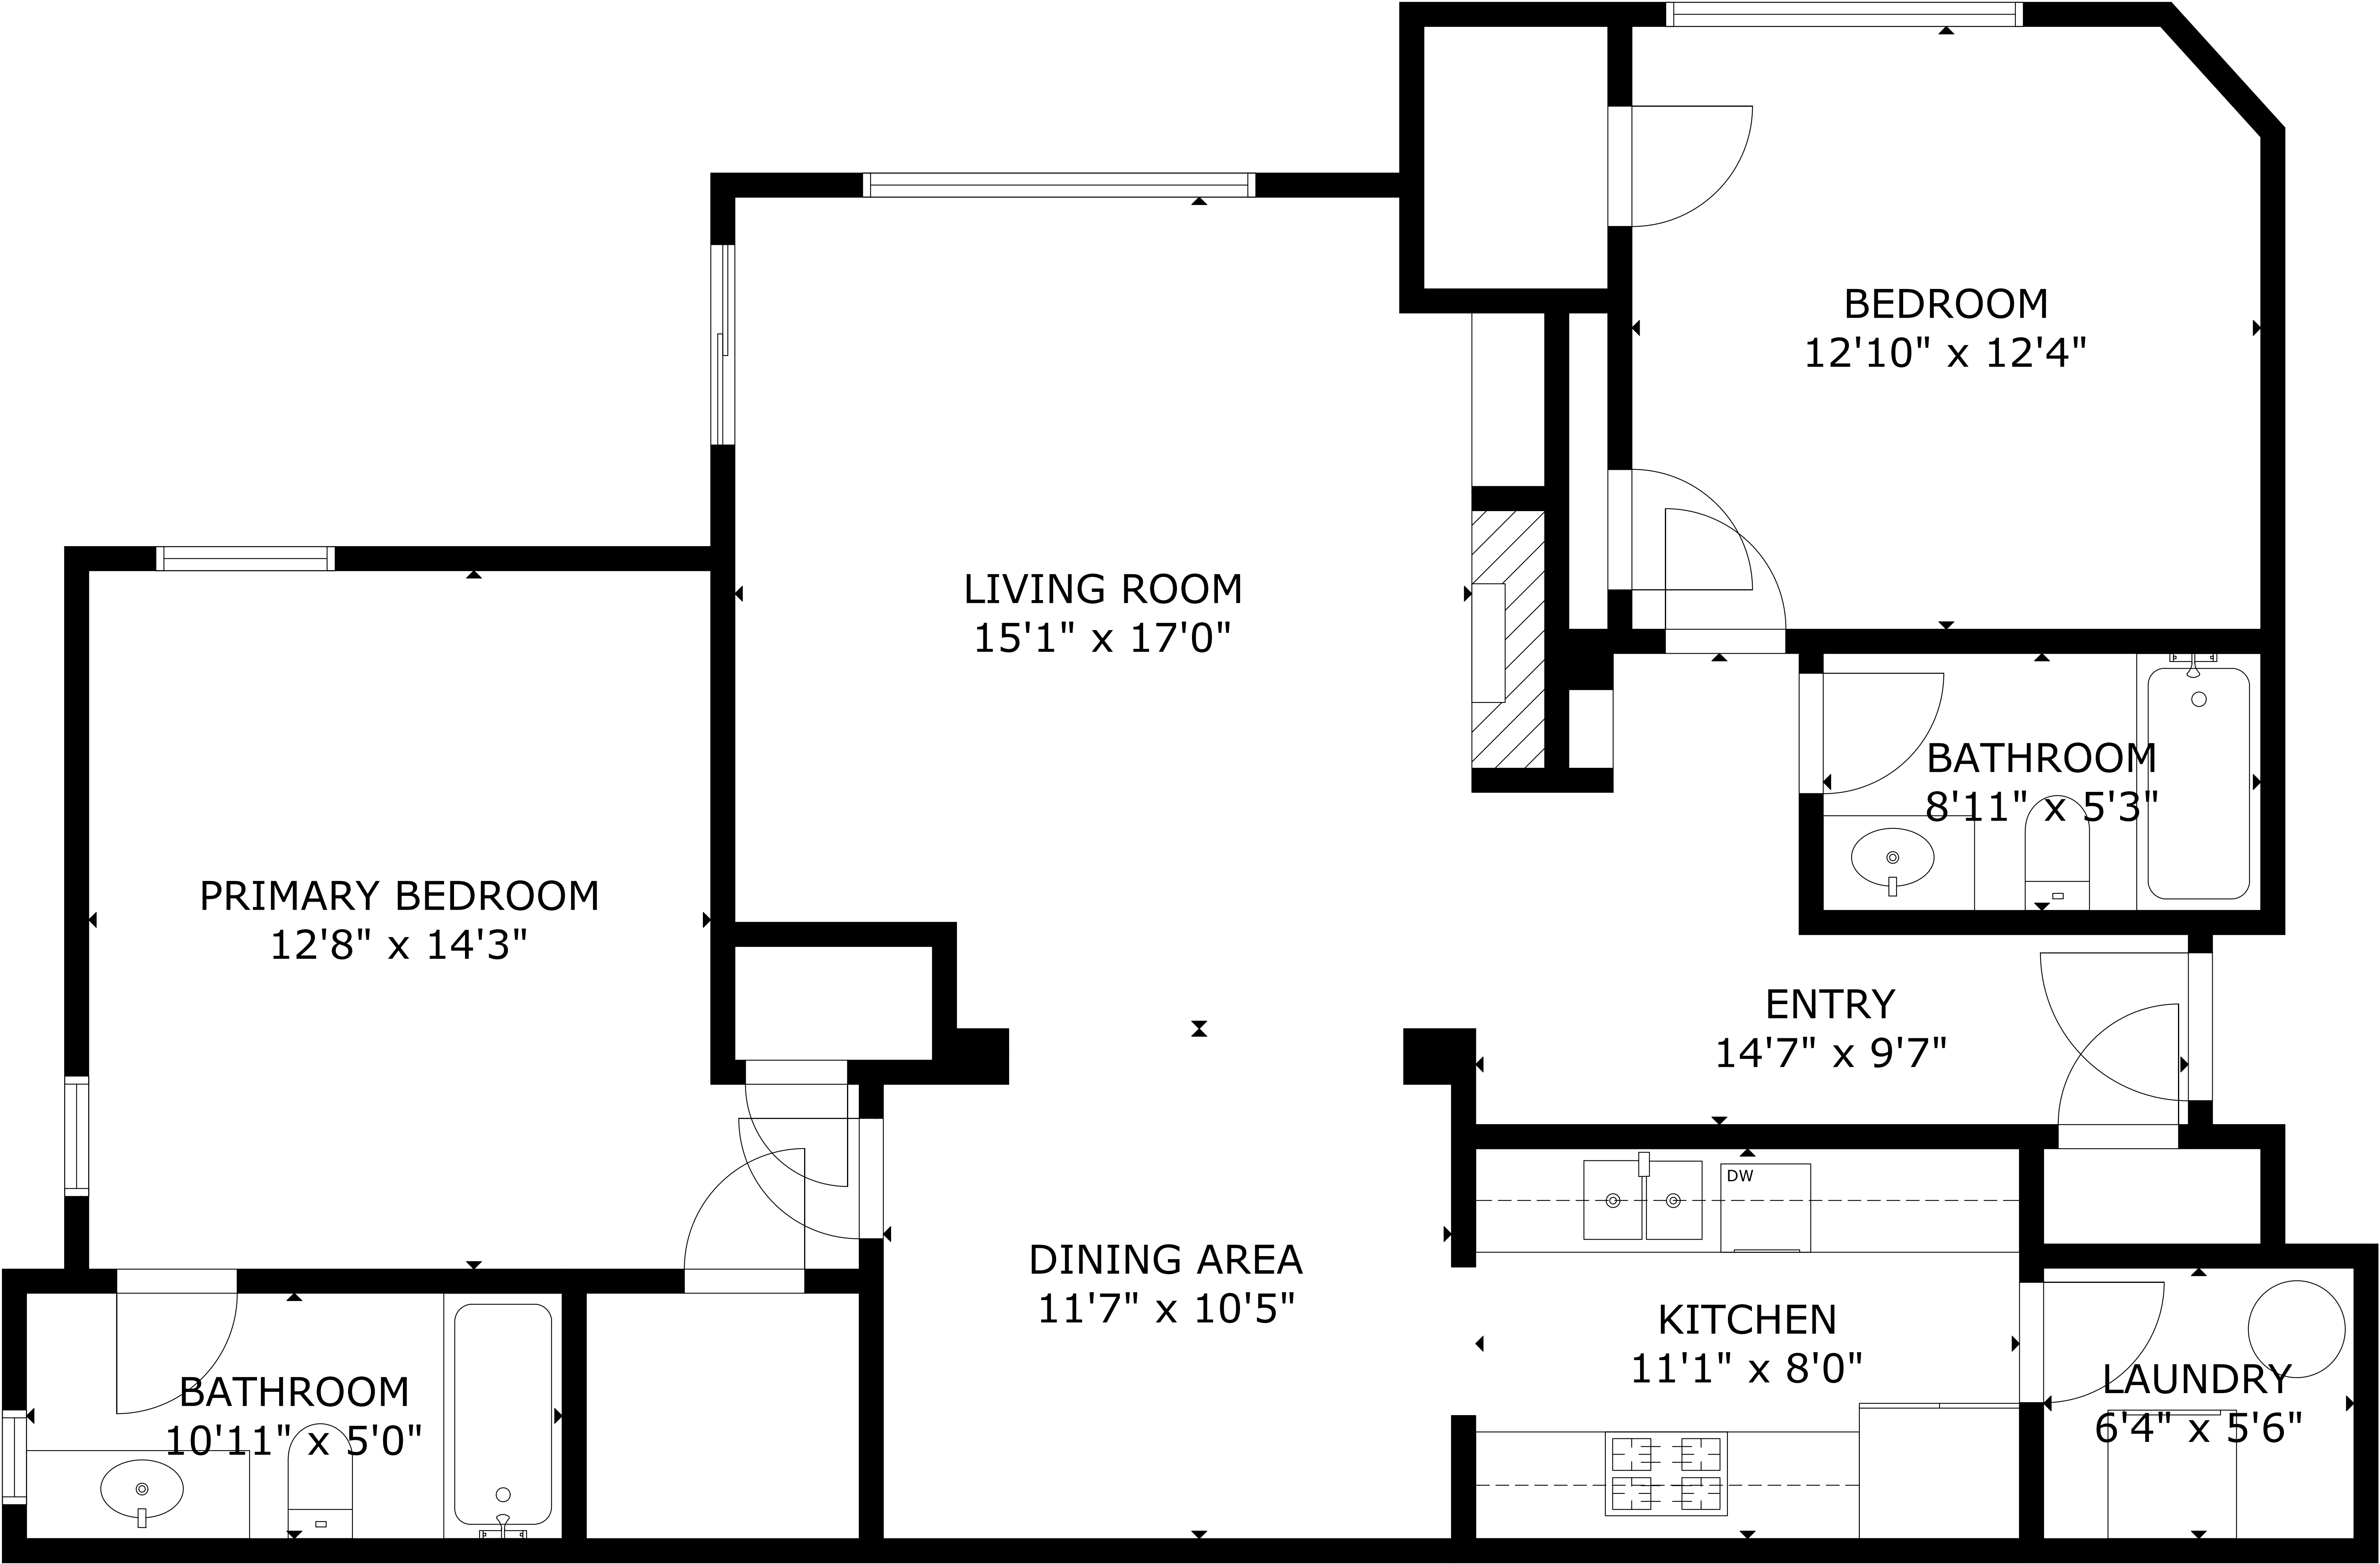 BEDROOM
12'10" x 12'4"
LIVING ROOM
15'1" x 17'0"
BATHROOM
8'11" x 5'3"
PRIMARY BEDROOM
12'8" x 14'3"
ENTRY
14'7" x 9'7"
DW
DINING AREA
11'7" x 10'5"
KITCHEN
11'1" x 8'0"
LAUNDRY
6'4" x 5'6"
BATHROOM
10'11" x 5'0"